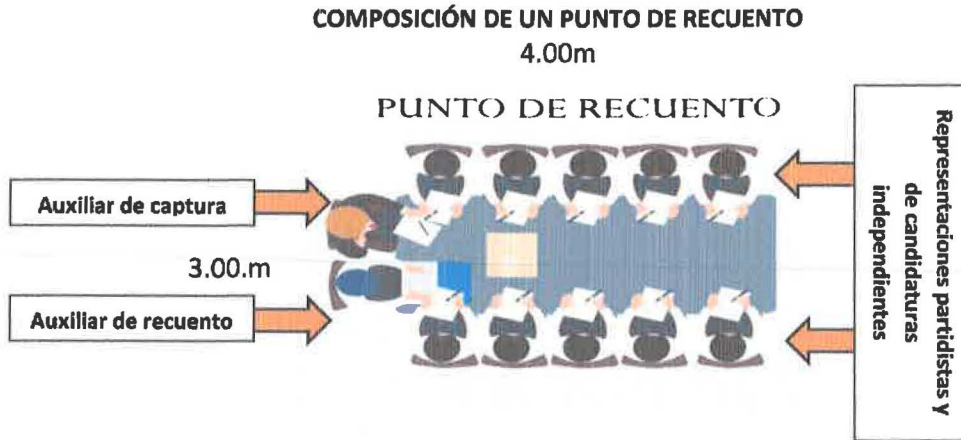 COMPOSICIÓN DE UN PUNTO DE RECUENTO
4.00m
PUNTO DE RECUENTO
Auxiliar de captura
3.00.m
Auxiliar de recuento
Representaciones partidistas y
de candidaturas
independientes